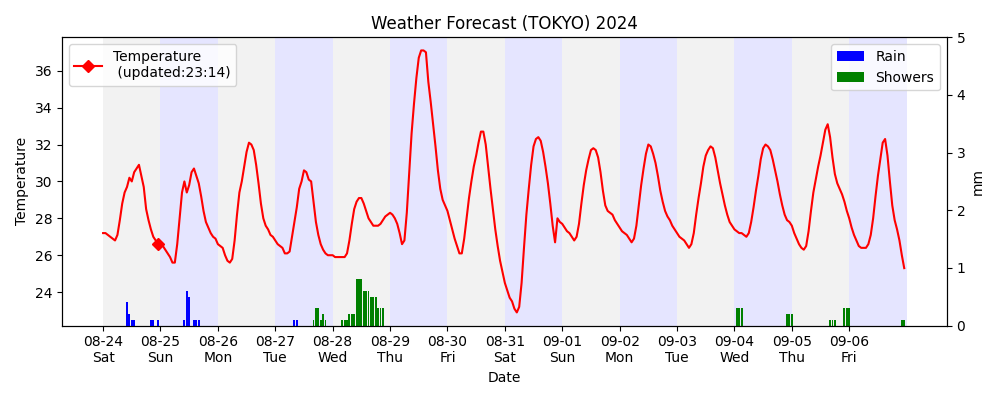 Weather Forecast (TOKYO) 2024
Temperature
(updated:23:14)
Rain
Showers
Temperature
36
34
32
30
28
26
24
5
4
3
2
1
0
mm
08-24 08-25 08-26 08-27 08-28 08-29 08-30 08-31 09-01 09-02 09-03 09-04 09-05 09-06
Sat Sun Mon Tue Wed Thu Fri Sat Sun Mon Tue Wed Thu Fri
Date